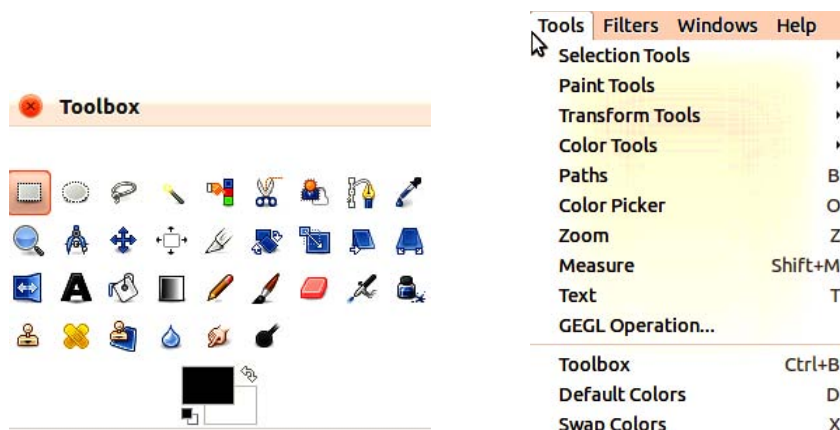 Toolbox
Tools Filters Windows Help
Selection Tools
Paint Tools
Transform Tools
Color Tools
Paths B
Color Picker O
Zoom Z
Measure Shift+M
Text T
GEGL Operation...
Toolbox Ctrl+B
Default Colors D
Swap Colors X